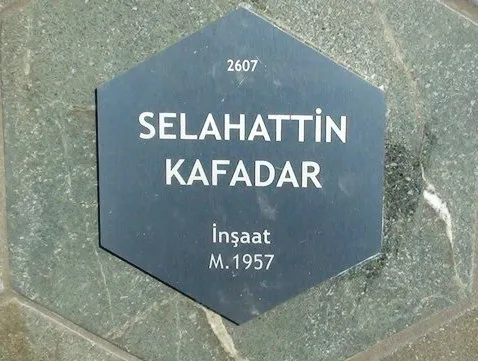 2607
SELAHATTİN
KAFADAR
İnşaat
M.1957